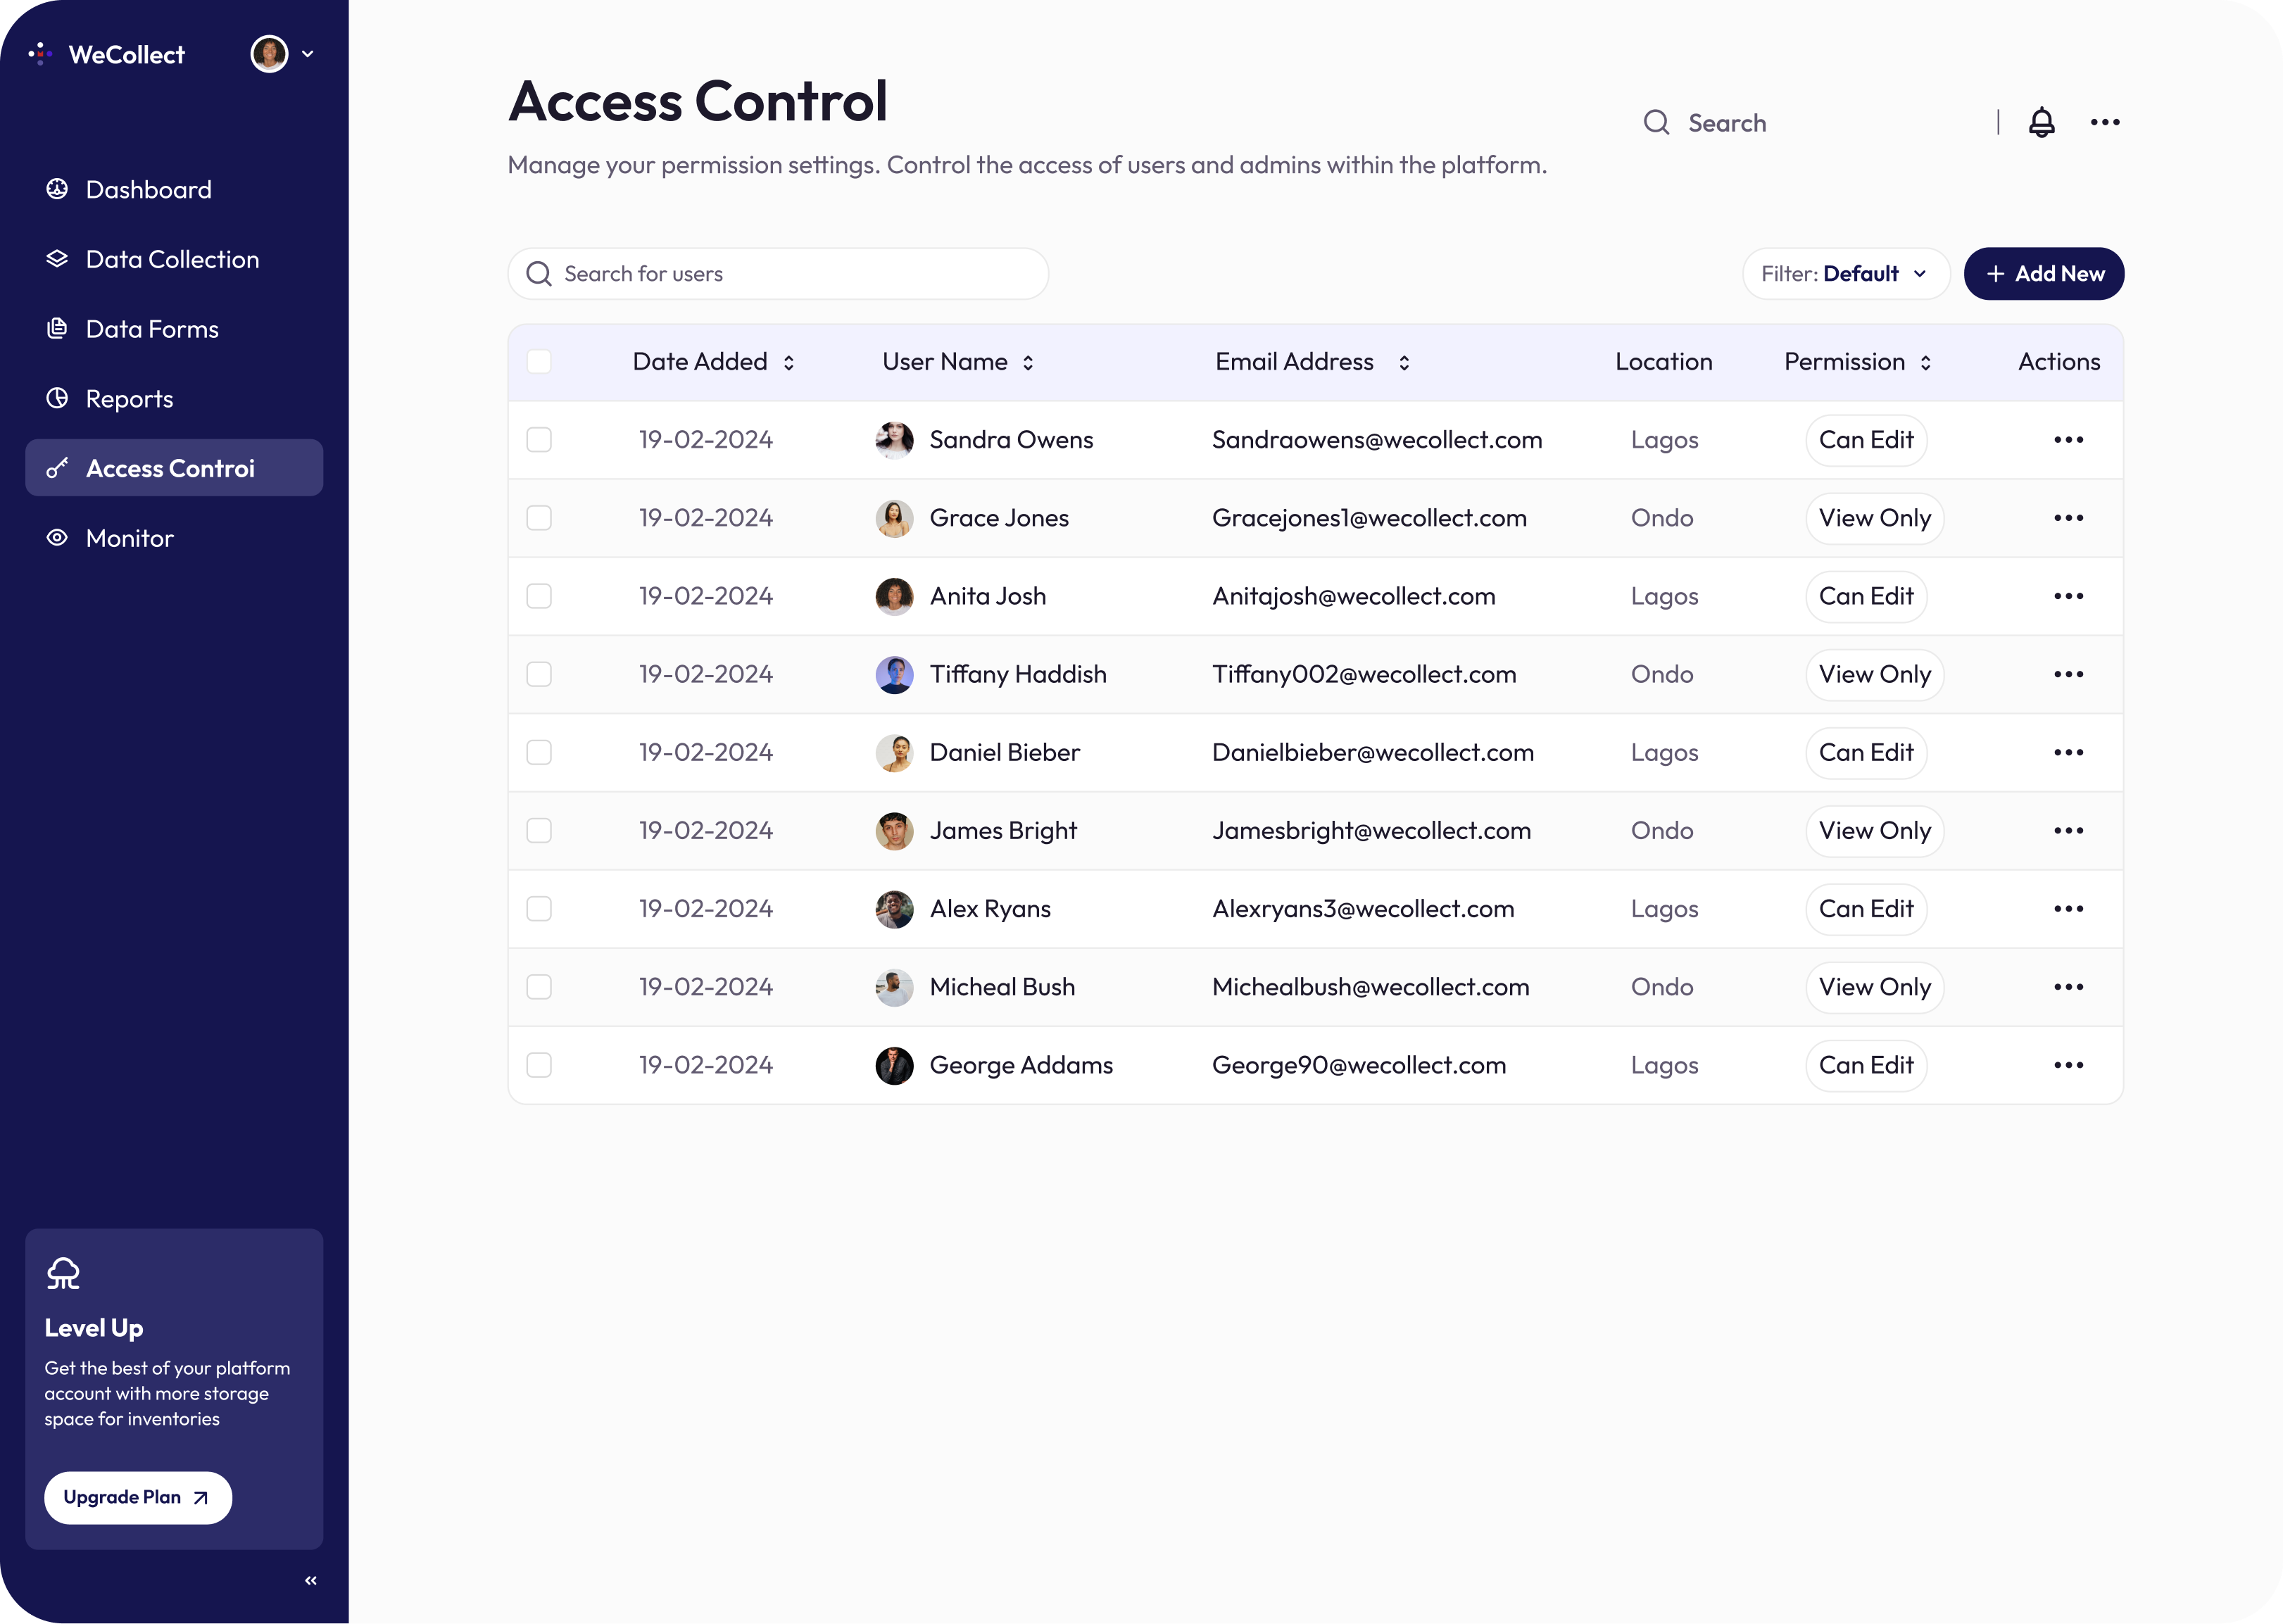 WeCollect
Dashboard
Data Collection
Data Forms
Reports
Access Controi
Monitor
Level Up
Get the best of your platform
account with more storage
space for inventories
Upgrade Plan
Access Control
Manage your permission settings. Control the access of users and admins within the platform.
Search
Search for users
Filter: Default
Add New
Date Added User Name Email Address Location Permission Actions
19-02-2024 Sandra Owens Sandraowens@wecollect.com Lagos Can Edit
19-02-2024 Grace Jones Gracejones1@wecollect.com Ondo View Only
19-02-2024 Anita Josh Anitajosh@wecollect.com Lagos Can Edit
19-02-2024 Tiffany Haddish Tiffany002@wecollect.com Ondo View Only
19-02-2024 Daniel Bieber Danielbieber@wecollect.com Lagos Can Edit
19-02-2024 James Bright Jamesbright@wecollect.com Ondo View Only
19-02-2024 Alex Ryans Alexryans3@wecollect.com Lagos Can Edit
19-02-2024 Micheal Bush Michealbush@wecollect.com Ondo View Only
19-02-2024 George Addams George90@wecollect.com Lagos Can Edit